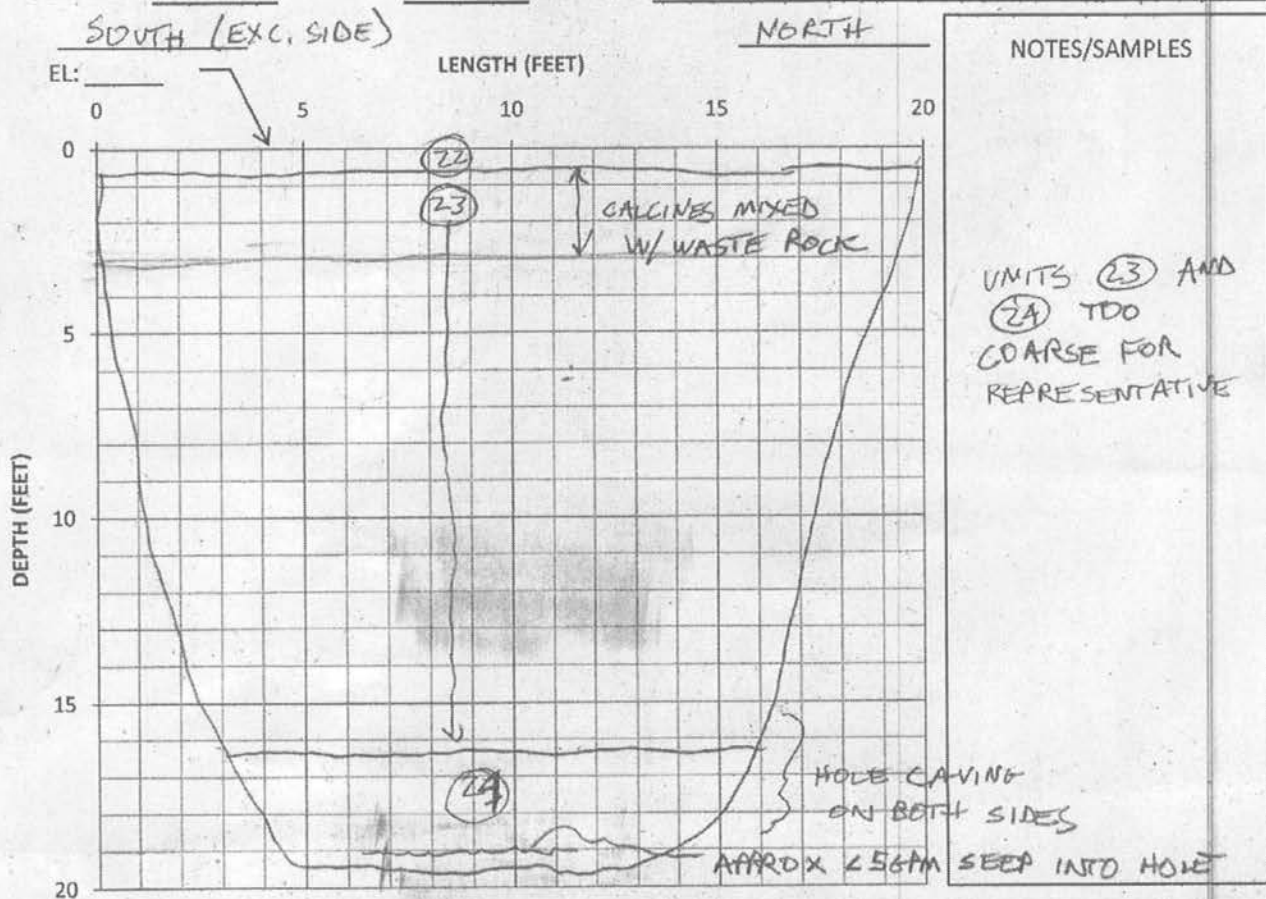 SOUTH (EXC. SIDE)
NORTH
NOTES/SAMPLES
EL:
LENGTH (FEET)
0 5 10 15 20
0
22
23
CALCINES MIXED
W/ WASTE ROCK
UNITS 23 AND
24 TOO
COARSE FOR
REPRESENTATIVE
5
DEPTH (FEET)
10
15
24
HOLE CAVING
ON BOTH SIDES
APPROX <5GPM SEEP INTO HOLE
20